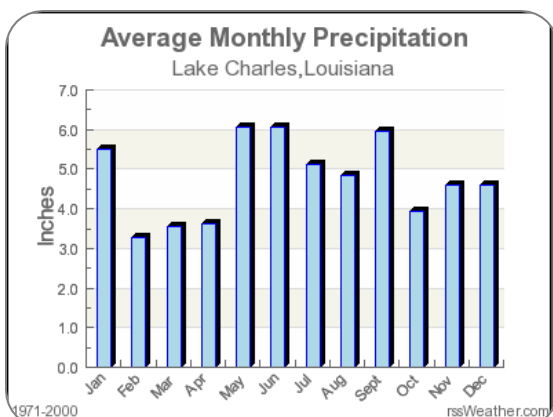 Average Monthly Precipitation
Lake Charles,Louisiana
7.0
6.0
5.0
4.0
3.0
2.0
1.0
0.0
Inches
Jan Feb Mar Apr May Jun Jul Aug Sept Oct Nov Dec
1971-2000 rssWeather.com